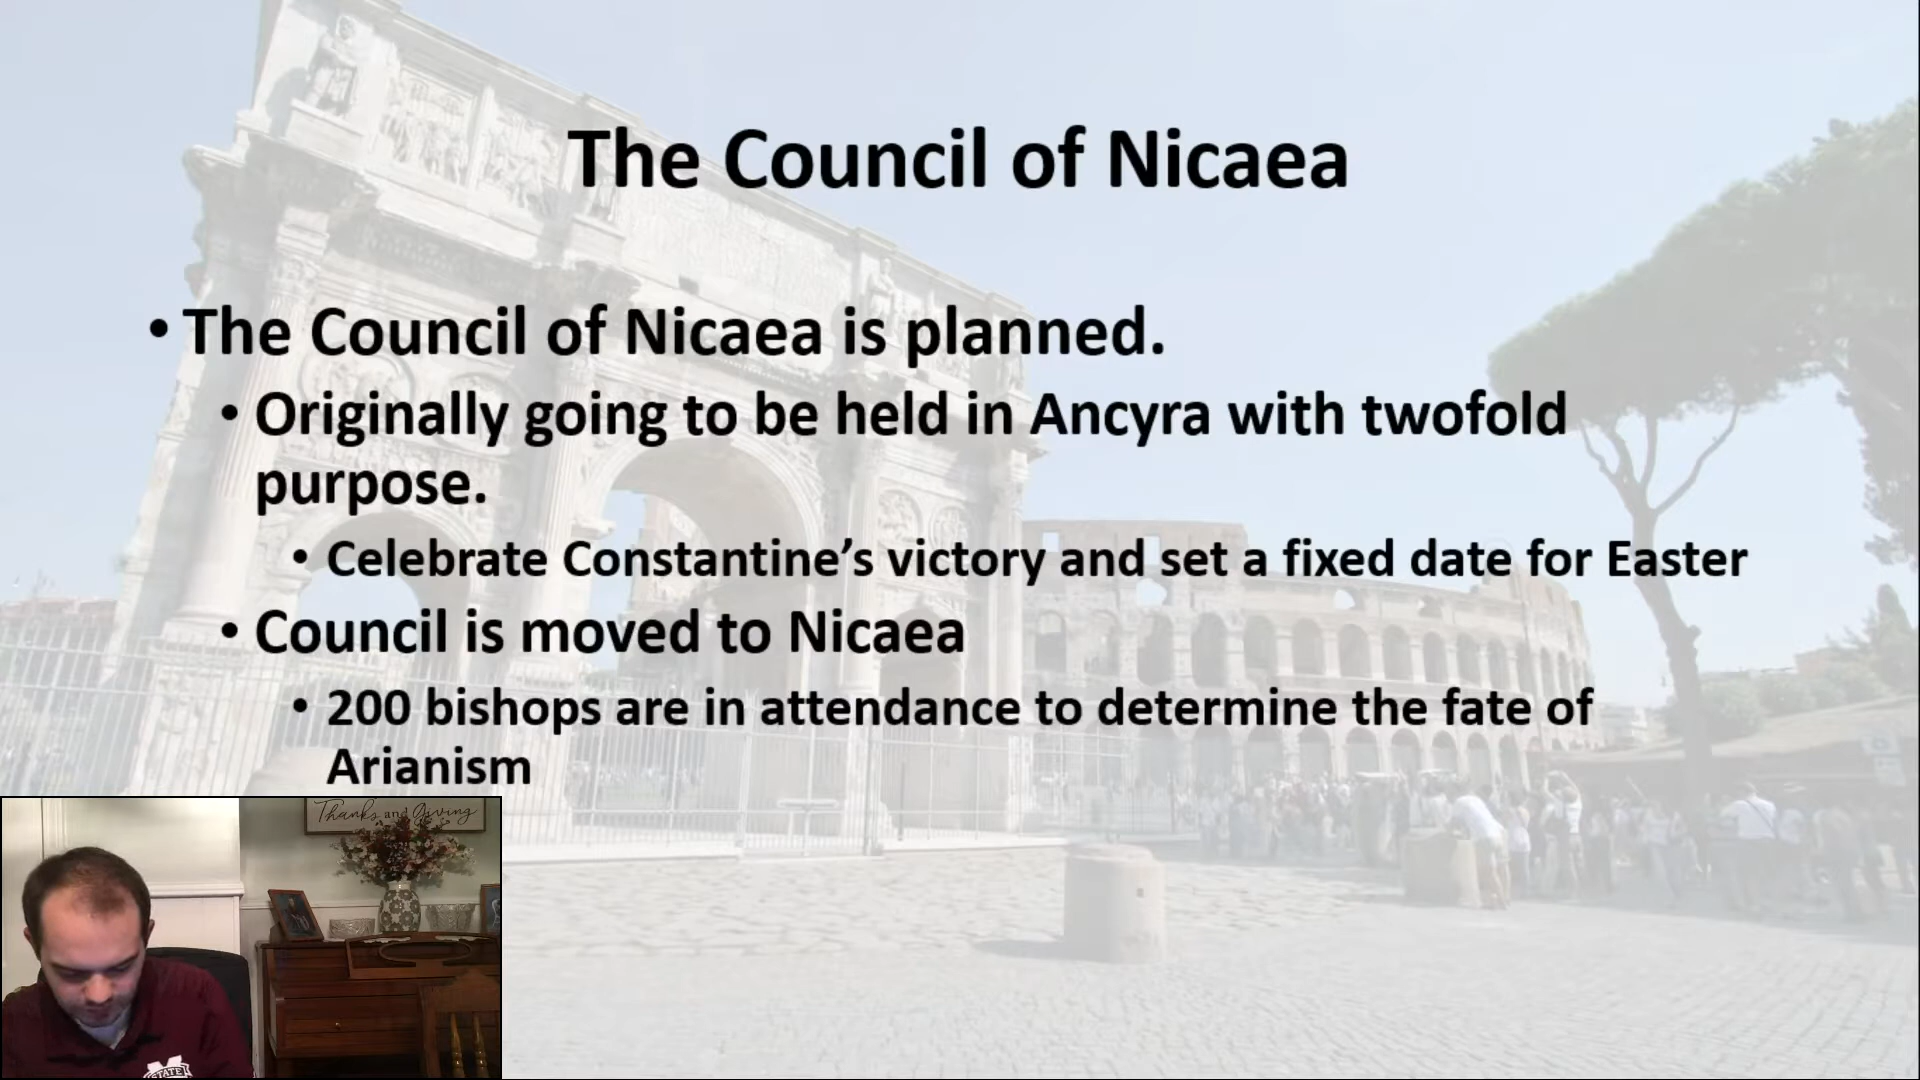 The Council of Nicaea
• The Council of Nicaea is planned.
• Originally going to be held in Ancyra with twofold
purpose.
• Celebrate Constantine’s victory and set a fixed date for Easter
• Council is moved to Nicaea
• 200 bishops are in attendance to determine the fate of
Arianism
Thanks and Giving
STATE